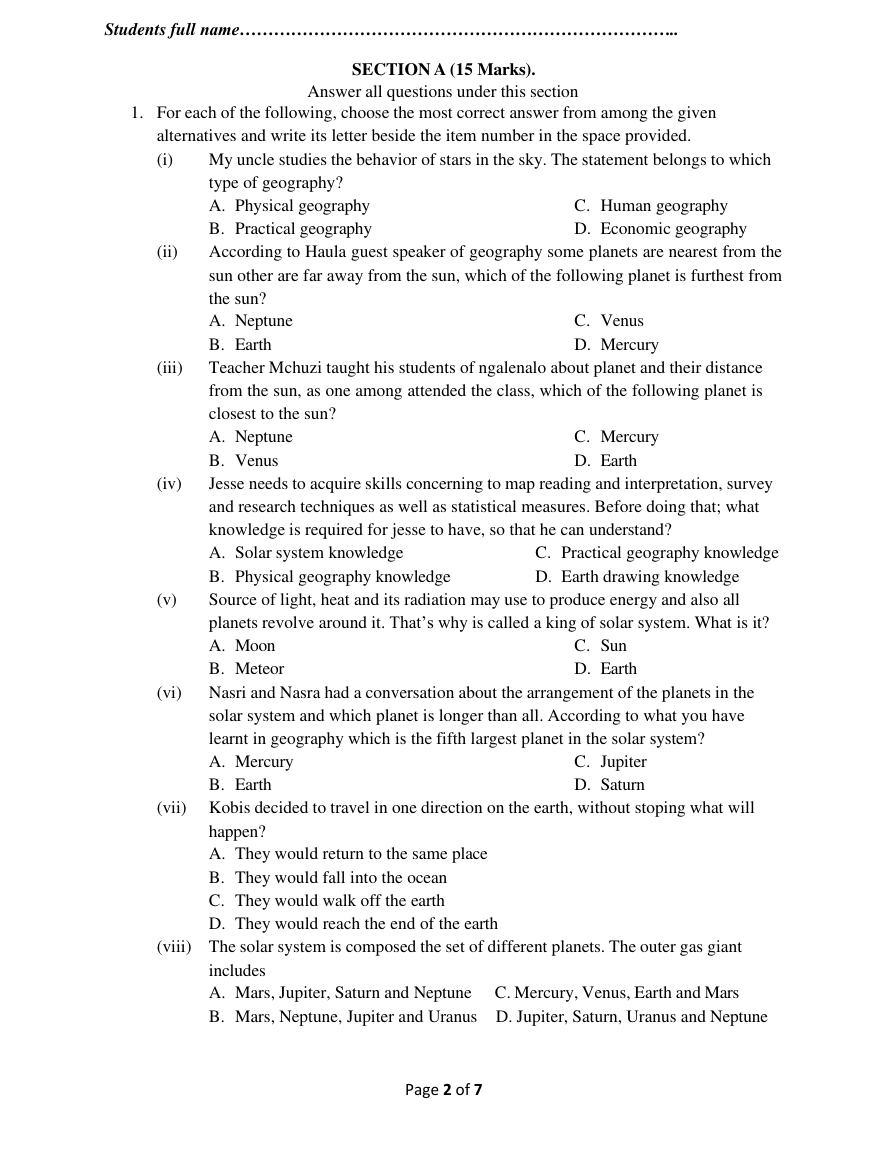 Students full name…………………………………………………………………...
SECTION A (15 Marks).
Answer all questions under this section
1. For each of the following, choose the most correct answer from among the given
alternatives and write its letter beside the item number in the space provided.
(i) My uncle studies the behavior of stars in the sky. The statement belongs to which
type of geography?
A. Physical geography C. Human geography
B. Practical geography D. Economic geography
(ii) According to Haula guest speaker of geography some planets are nearest from the
sun other are far away from the sun, which of the following planet is furthest from
the sun?
A. Neptune C. Venus
B. Earth D. Mercury
(iii) Teacher Mchuzi taught his students of ngalenalo about planet and their distance
from the sun, as one among attended the class, which of the following planet is
closest to the sun?
A. Neptune C. Mercury
B. Venus D. Earth
(iv) Jesse needs to acquire skills concerning to map reading and interpretation, survey
and research techniques as well as statistical measures. Before doing that; what
knowledge is required for jesse to have, so that he can understand?
A. Solar system knowledge C. Practical geography knowledge
B. Physical geography knowledge D. Earth drawing knowledge
(v) Source of light, heat and its radiation may use to produce energy and also all
planets revolve around it. That’s why is called a king of solar system. What is it?
A. Moon C. Sun
B. Meteor D. Earth
(vi) Nasri and Nasra had a conversation about the arrangement of the planets in the
solar system and which planet is longer than all. According to what you have
learnt in geography which is the fifth largest planet in the solar system?
A. Mercury C. Jupiter
B. Earth D. Saturn
(vii) Kobis decided to travel in one direction on the earth, without stoping what will
happen?
A. They would return to the same place
B. They would fall into the ocean
C. They would walk off the earth
D. They would reach the end of the earth
(viii) The solar system is composed the set of different planets. The outer gas giant
includes
A. Mars, Jupiter, Saturn and Neptune C. Mercury, Venus, Earth and Mars
B. Mars, Neptune, Jupiter and Uranus D. Jupiter, Saturn, Uranus and Neptune
Page 2 of 7